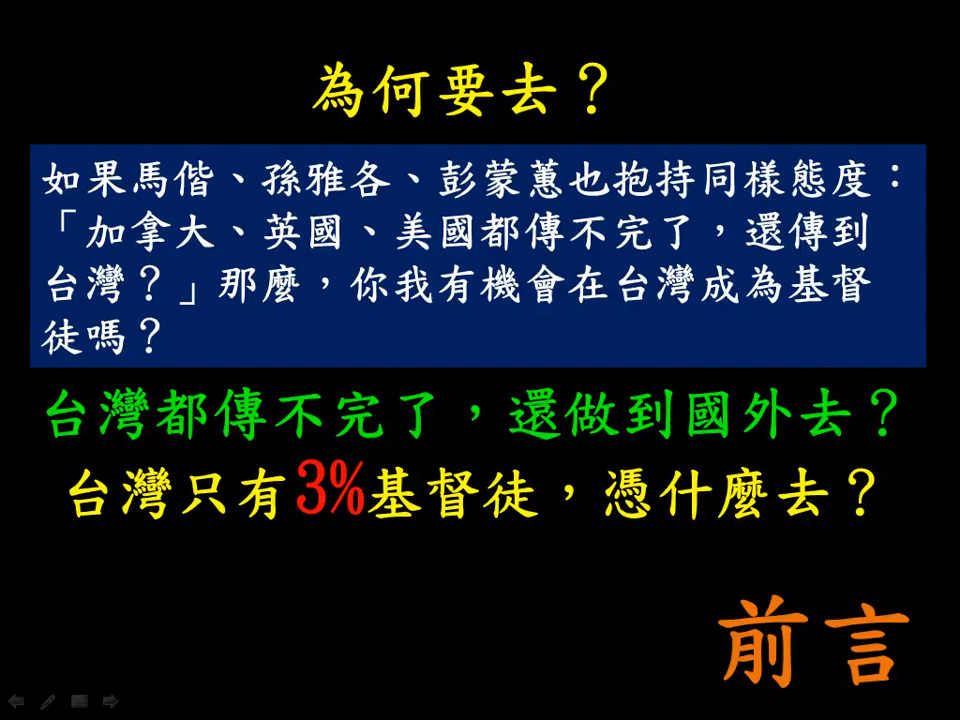 為何要去？
如果馬偕、孫雅各、彭蒙蕙也抱持同樣態度：
「加拿大、英國、美國都傳不完了，還傳到
台灣？」那麼，你我有機會在台灣成為基督
徒嗎？
台灣都傳不完了，還做到國外去？
台灣只有3%基督徒，憑什麼去？
前言